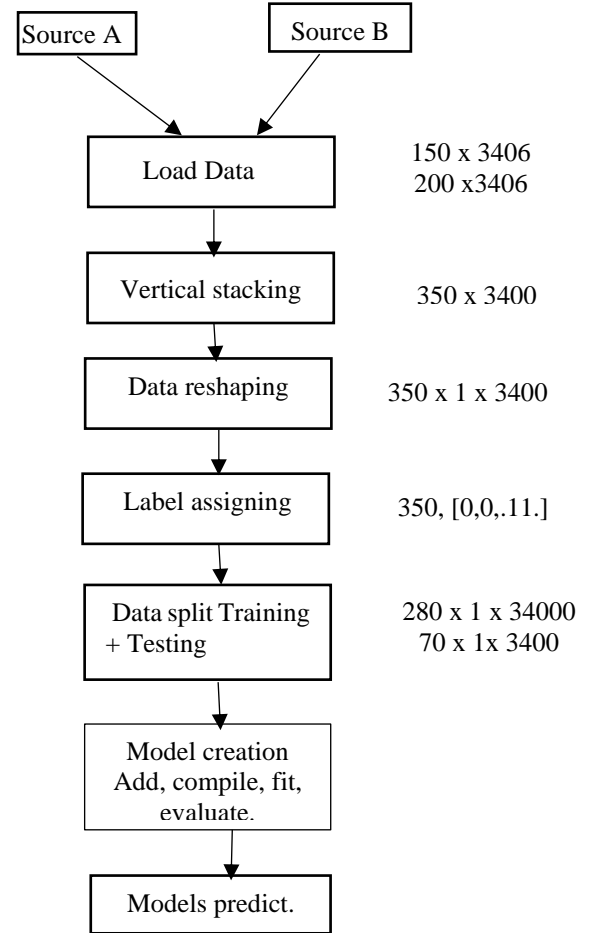 Source A
Source B
Load Data
150 x 3406
200 x3406
Vertical stacking
350 x 3400
Data reshaping
350 x 1 x 3400
Label assigning
350, [0,0,.11.]
Data split Training
+ Testing
280 x 1 x 34000
70 x 1x 3400
Model creation
Add, compile, fit,
evaluate.
Models predict.